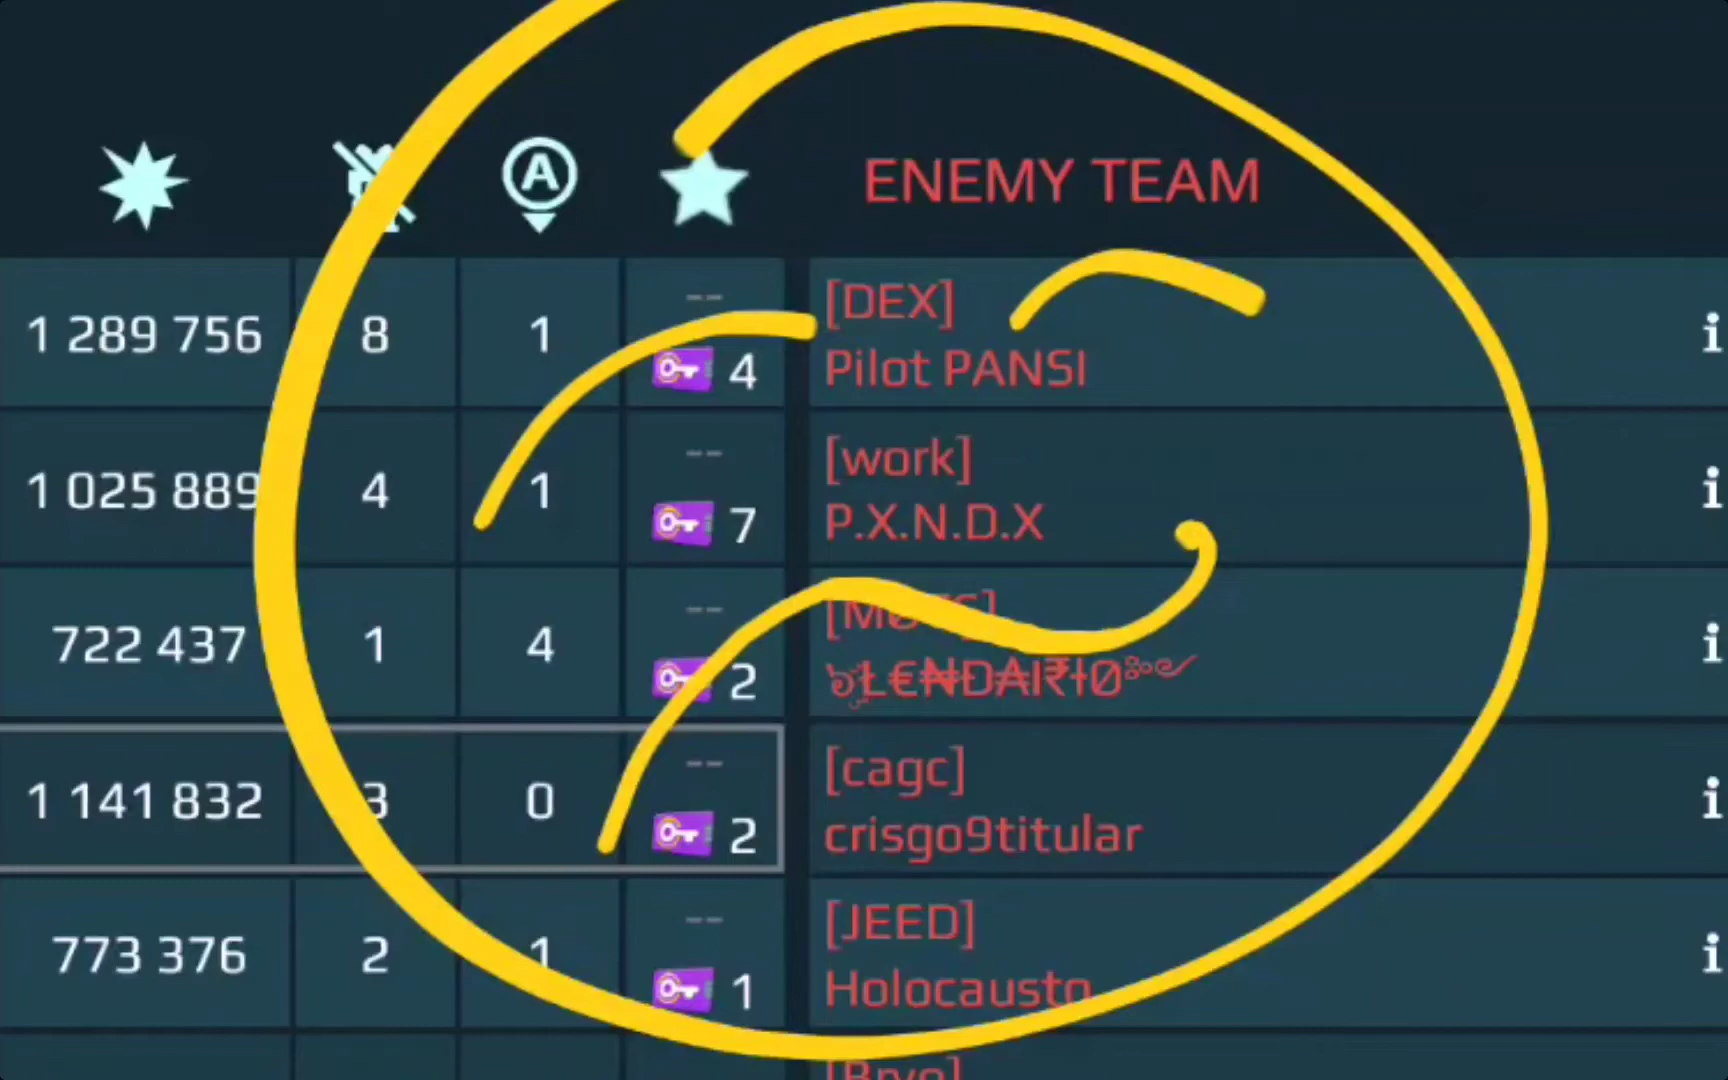 A
ENEMY TEAM
1 289 756 8 1 -- 4
[DEX]
Pilot PANSI
i
1 025 889 4 1 -- 7
[work]
P.X.N.D.X
i
722 437 1 4 -- 2
Ł€₦ĐA̶ł₹łØ
i
1 141 832 3 0 -- 2
[cagc]
crisgo9titular
i
773 376 2 1 -- 1
[JEED]
Holocausto
i